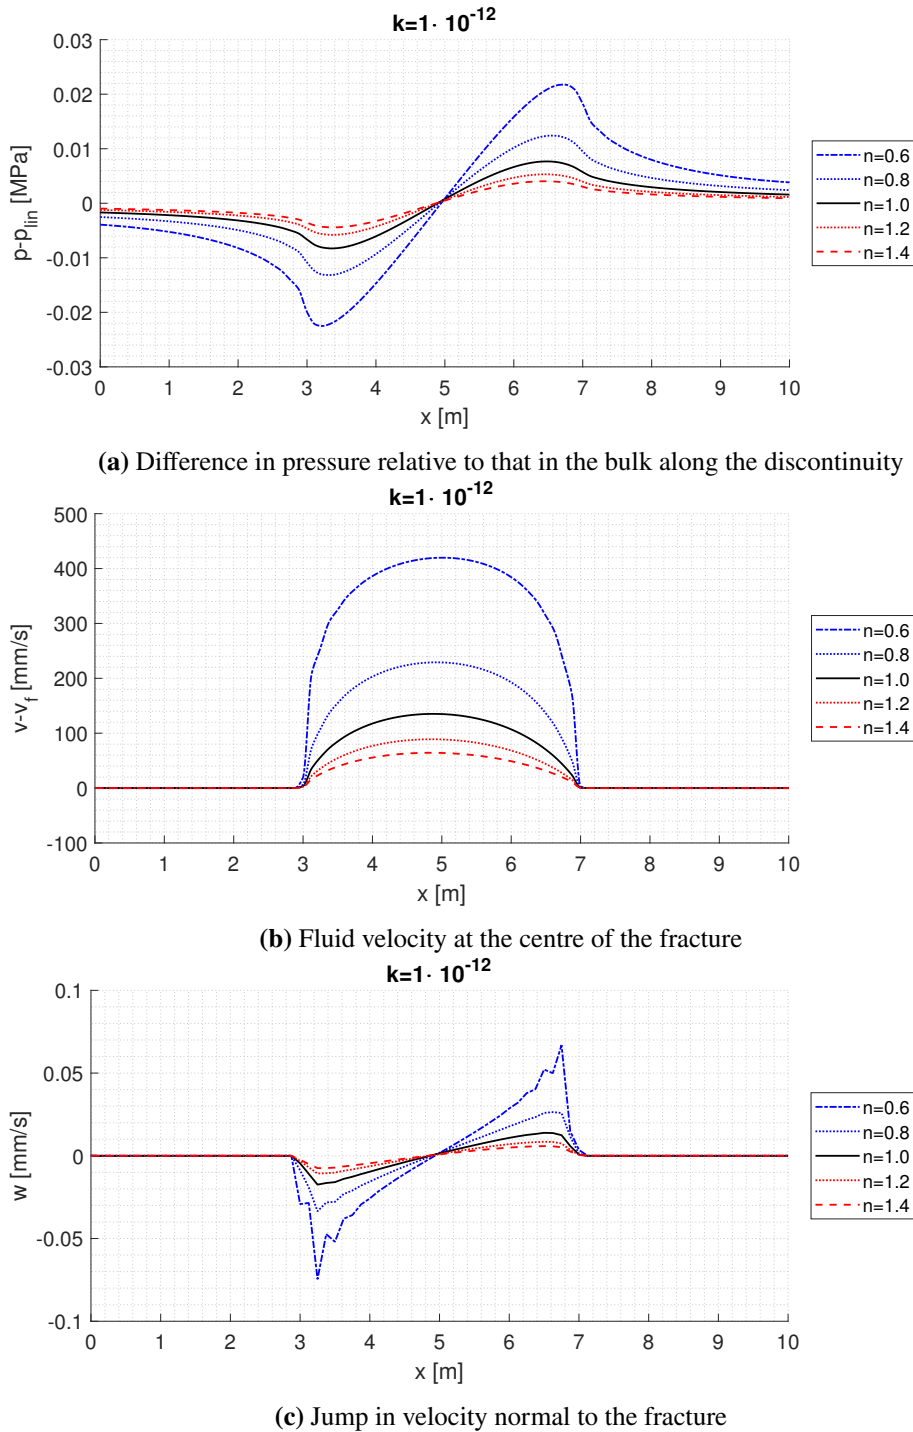 k=1· 10^-12
p-p_lin [MPa]
0.03
0.02
0.01
0
-0.01
-0.02
-0.03
0 1 2 3 4 5 6 7 8 9 10
x [m]
n=0.6
n=0.8
n=1.0
n=1.2
n=1.4
(a) Difference in pressure relative to that in the bulk along the discontinuity
k=1· 10^-12
v-v_f [mm/s]
500
400
300
200
100
0
-100
0 1 2 3 4 5 6 7 8 9 10
x [m]
n=0.6
n=0.8
n=1.0
n=1.2
n=1.4
(b) Fluid velocity at the centre of the fracture
k=1· 10^-12
w [mm/s]
0.1
0.05
0
-0.05
-0.1
0 1 2 3 4 5 6 7 8 9 10
x [m]
n=0.6
n=0.8
n=1.0
n=1.2
n=1.4
(c) Jump in velocity normal to the fracture